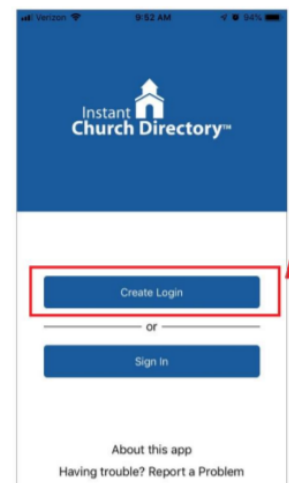 Verizon 9:52 AM 94%
Instant
Church Directory™
Create Login
or
Sign In
About this app
Having trouble? Report a Problem